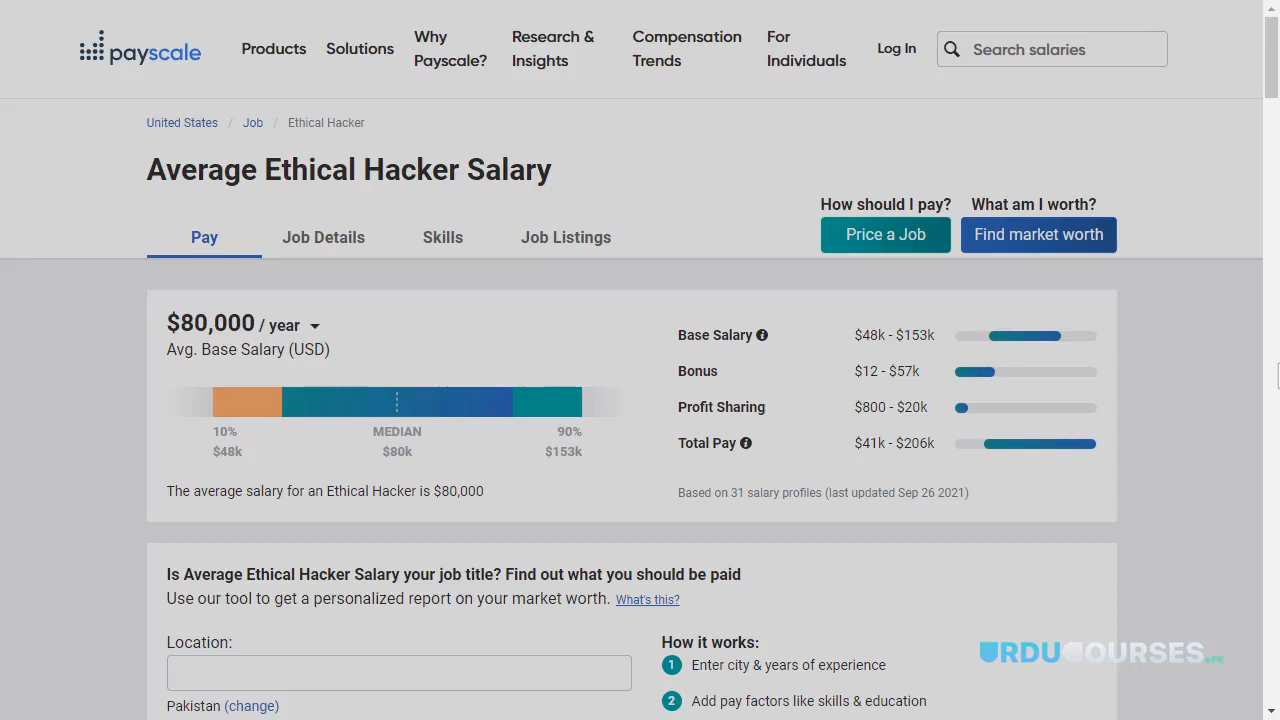 payscale
Products
Solutions
Why Payscale?
Research & Insights
Compensation Trends
For Individuals
Log In
Search salaries
United States / Job / Ethical Hacker
Average Ethical Hacker Salary
How should I pay?
What am I worth?
Pay
Job Details
Skills
Job Listings
Price a Job
Find market worth
$80,000 / year
Avg. Base Salary (USD)
10%
MEDIAN
90%
$48k
$80k
$153k
The average salary for an Ethical Hacker is $80,000
Base Salary $48k - $153k
Bonus $12 - $57k
Profit Sharing $800 - $20k
Total Pay $41k - $206k
Based on 31 salary profiles (last updated Sep 26 2021)
Is Average Ethical Hacker Salary your job title? Find out what you should be paid
Use our tool to get a personalized report on your market worth. What's this?
Location:
Pakistan (change)
How it works:
1 Enter city & years of experience
2 Add pay factors like skills & education
URDUCOURSES.PK